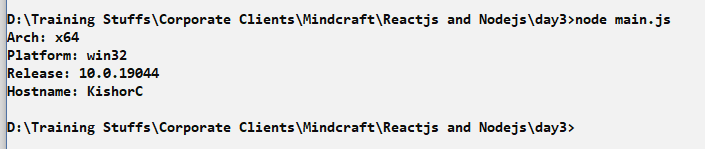 D:\Training Stuffs\Corporate Clients\Mindcraft\Reactjs and Nodejs\day3>node main.js
Arch: x64
Platform: win32
Release: 10.0.19044
Hostname: KishorC
D:\Training Stuffs\Corporate Clients\Mindcraft\Reactjs and Nodejs\day3>